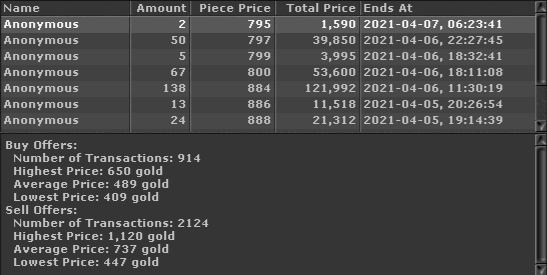 Name Amount Piece Price Total Price Ends At
Anonymous 2 795 1,590 2021-04-07, 06:23:41
Anonymous 50 797 39,850 2021-04-06, 22:27:45
Anonymous 5 799 3,995 2021-04-06, 18:32:41
Anonymous 67 800 53,600 2021-04-06, 18:11:08
Anonymous 138 884 121,992 2021-04-06, 11:30:19
Anonymous 13 886 11,518 2021-04-05, 20:26:54
Anonymous 24 888 21,312 2021-04-05, 19:14:39
Buy Offers:
Number of Transactions: 914
Highest Price: 650 gold
Average Price: 489 gold
Lowest Price: 409 gold
Sell Offers:
Number of Transactions: 2124
Highest Price: 1,120 gold
Average Price: 737 gold
Lowest Price: 447 gold